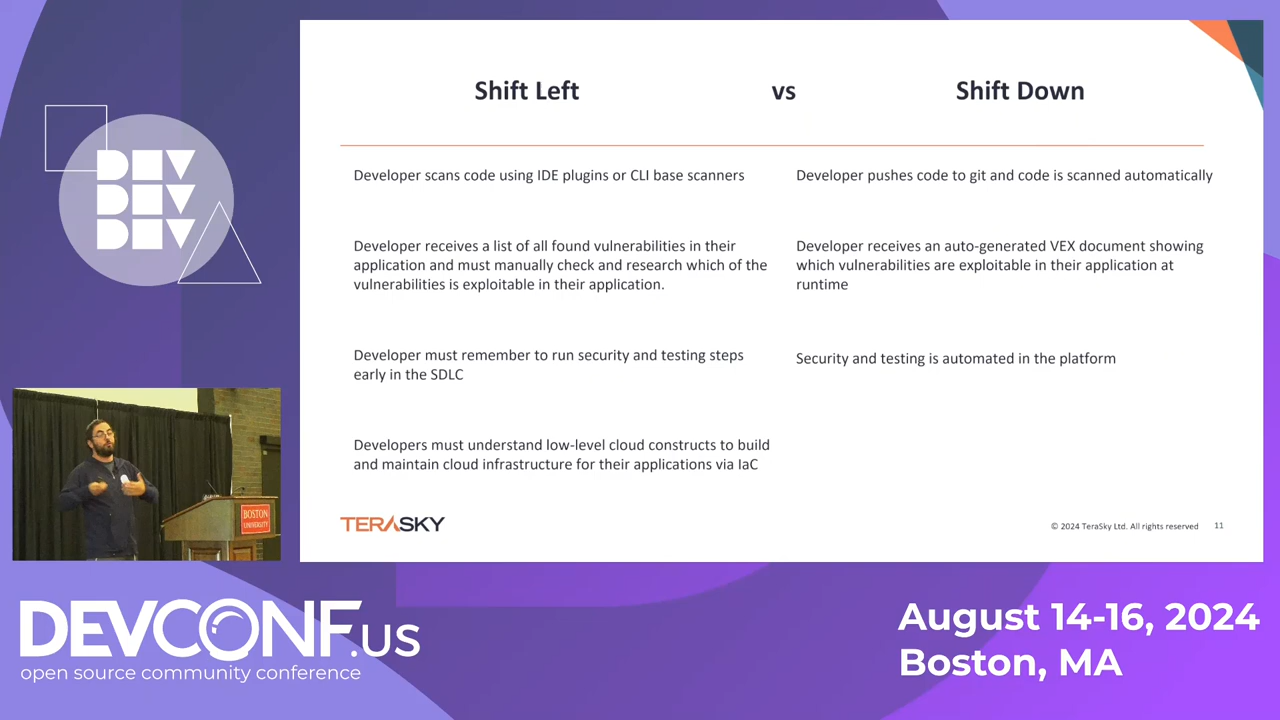 DEV
DEV
DEV
Shift Left
vs
Shift Down
Developer scans code using IDE plugins or CLI base scanners
Developer pushes code to git and code is scanned automatically
Developer receives a list of all found vulnerabilities in their
application and must manually check and research which of the
vulnerabilities is exploitable in their application.
Developer receives an auto-generated VEX document showing
which vulnerabilities are exploitable in their application at
runtime
Developer must remember to run security and testing steps
early in the SDLC
Security and testing is automated in the platform
Developers must understand low-level cloud constructs to build
and maintain cloud infrastructure for their applications via IaC
TERASKY
© 2024 TeraSky Ltd. All rights reserved
11
BOSTON
UNIVERSITY
DEVCONF.US
open source community conference
August 14-16, 2024
Boston, MA